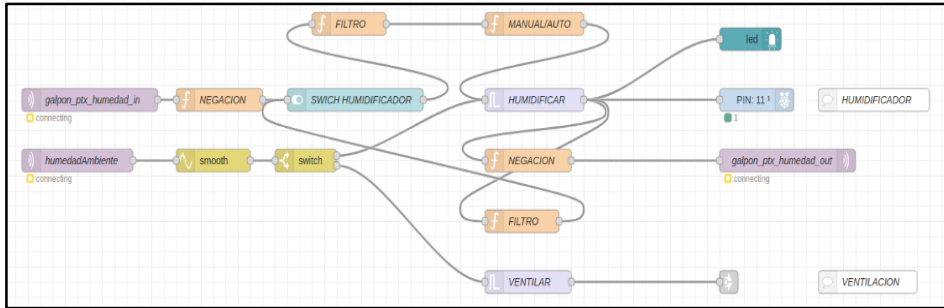 FILTRO
MANUAL/AUTO
led
galpon_ptx_humedad_in
NEGACION
SWICH HUMIDIFICADOR
HUMIDIFICAR
PIN: 11
HUMIDIFICADOR
connecting
1
humedadAmbiente
smooth
switch
NEGACION
galpon_ptx_humedad_out
connecting
connecting
FILTRO
VENTILAR
VENTILACION